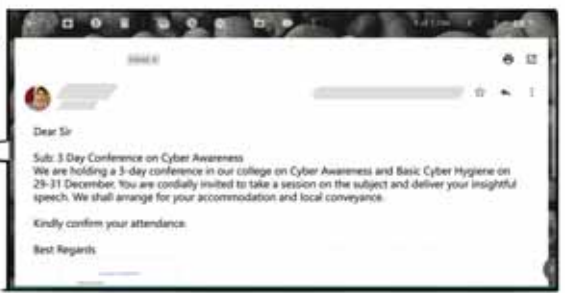 Dear Sir
Sub: 3 Day Conference on Cyber Awareness
We are holding a 3-day conference in our college on Cyber Awareness and Basic Cyber Hygiene on
29-31 December. You are cordially invited to take a session on the subject and deliver your insightful
speech. We shall arrange for your accommodation and local conveyance.
Kindly confirm your attendance.
Best Regards